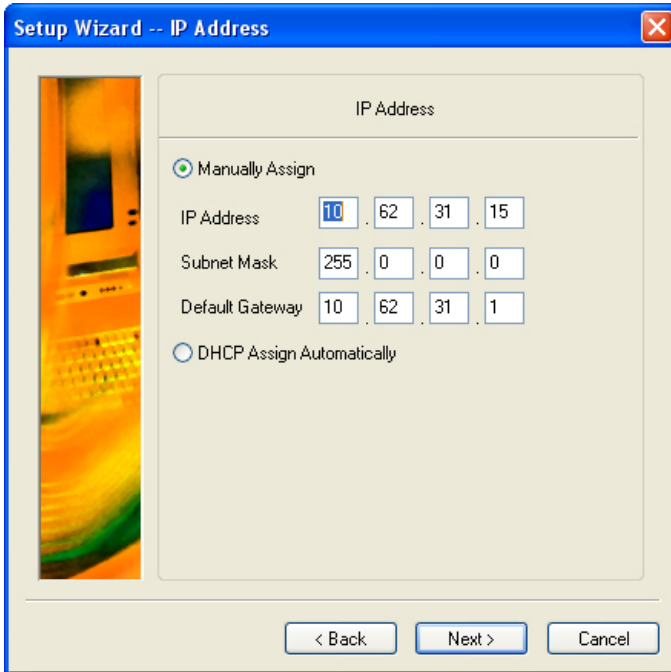 Setup Wizard -- IP Address
IP Address
Manually Assign
IP Address 10 . 62 . 31 . 15
Subnet Mask 255 . 0 . 0 . 0
Default Gateway 10 . 62 . 31 . 1
DHCP Assign Automatically
< Back Next > Cancel